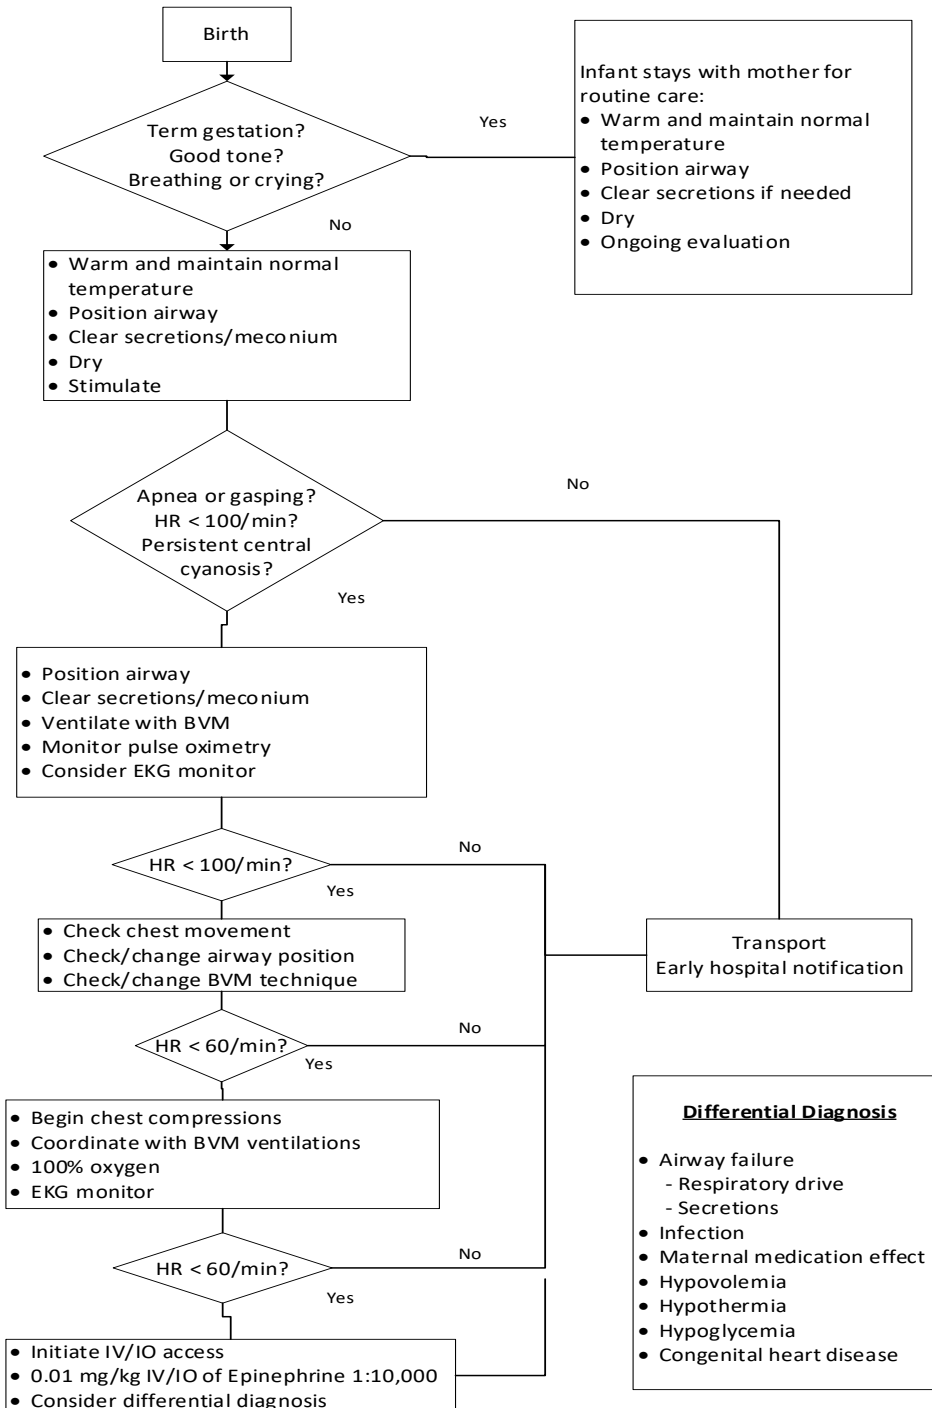 Birth
Term gestation?
Good tone?
Breathing or crying?
Yes
Infant stays with mother for
routine care:
• Warm and maintain normal
temperature
• Position airway
• Clear secretions if needed
• Dry
• Ongoing evaluation
No
• Warm and maintain normal
temperature
• Position airway
• Clear secretions/meconium
• Dry
• Stimulate
Apnea or gasping?
HR < 100/min?
Persistent central
cyanosis?
No
Yes
• Position airway
• Clear secretions/meconium
• Ventilate with BVM
• Monitor pulse oximetry
• Consider EKG monitor
HR < 100/min?
No
Yes
• Check chest movement
• Check/change airway position
• Check/change BVM technique
Transport
Early hospital notification
HR < 60/min?
No
Yes
• Begin chest compressions
• Coordinate with BVM ventilations
• 100% oxygen
• EKG monitor
HR < 60/min?
No
Yes
• Initiate IV/IO access
• 0.01 mg/kg IV/IO of Epinephrine 1:10,000
• Consider differential diagnosis
Differential Diagnosis
• Airway failure
- Respiratory drive
- Secretions
• Infection
• Maternal medication effect
• Hypovolemia
• Hypothermia
• Hypoglycemia
• Congenital heart disease